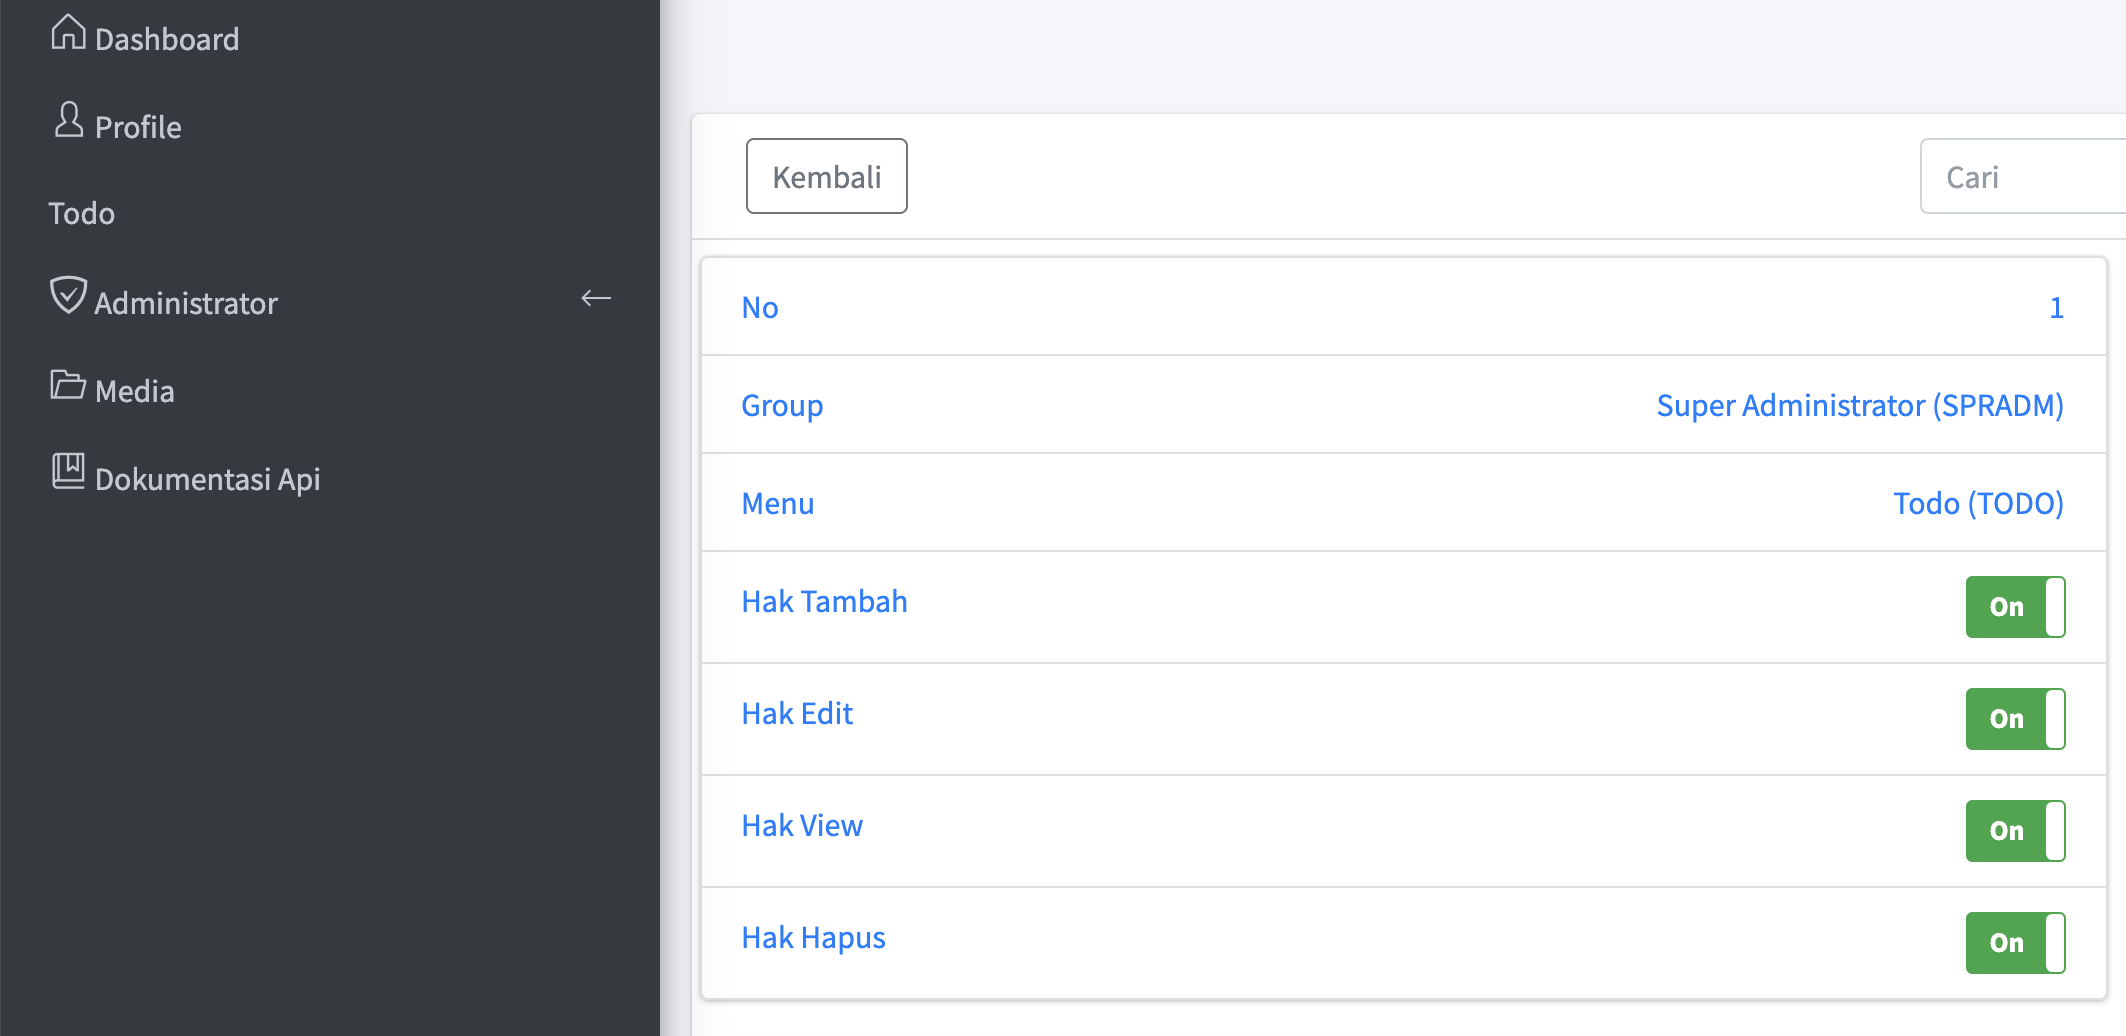 Dashboard
Profile
Todo
Administrator
Media
Dokumentasi Api
Kembali
Cari
No 1
Group Super Administrator (SPRADM)
Menu Todo (TODO)
Hak Tambah On
Hak Edit On
Hak View On
Hak Hapus On